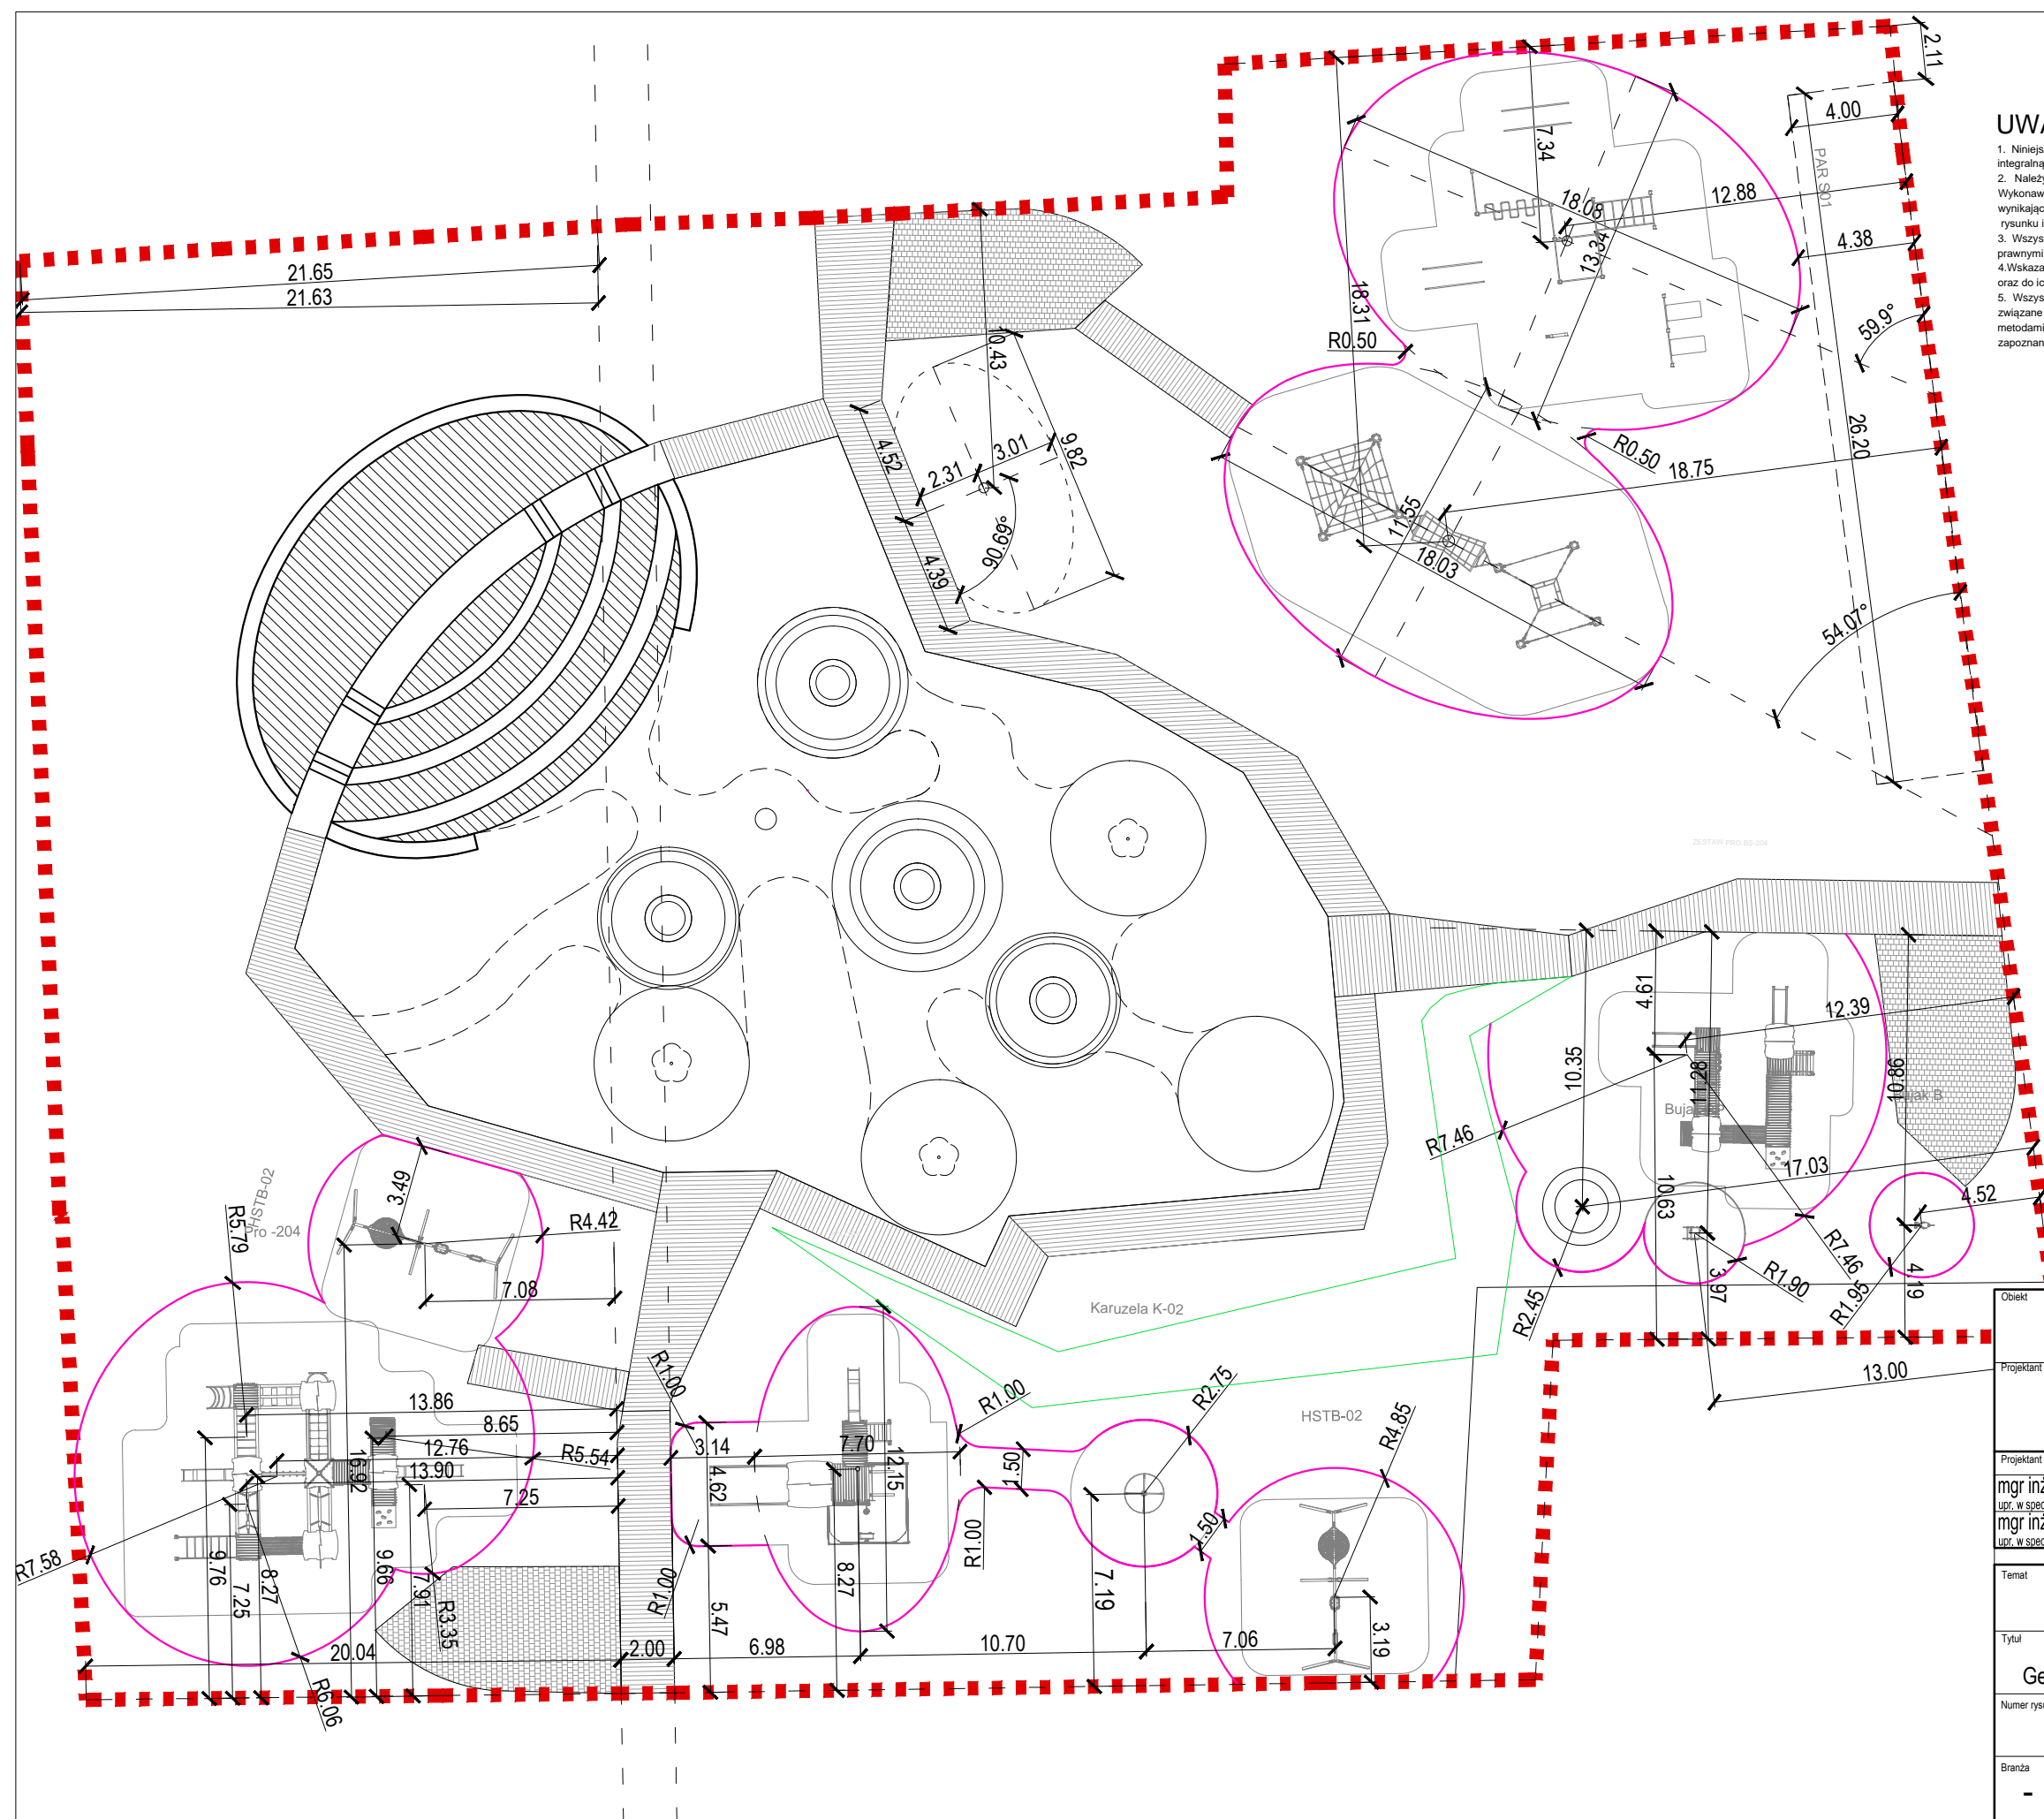 2.11
4.00
UWA
1. Niniejs
integralną
2. Należy
Wykonaw
wynikając
rysunku i
3. Wszys
prawnymi
4.Wskaza
oraz do ic
5. Wszys
związane
metodami
zapoznan
PAR S01
7.34
12.88
18.08
13.34
4.38
21.65
21.63
18.31
R0.50
59.9°
10.43
26.20
4.52
3.01
9.82
2.31
R0.50
18.75
11.55
18.03
90.69°
4.39
54.07°
ZESTAW PRO BS-204
4.61
12.39
10.35
11.28
10.89
R7.46
17.03
10.63
4.52
3.49
HSTB-02
R5.79
Pro -204
R4.42
7.08
Karuzela K-02
R7.46
R1.90
3.97
R2.45
R1.95
4.19
Obiekt
Projektant
13.00
R1.00
R1.00
R2.75
HSTB-02
R4.85
13.86
8.65
12.76
R5.54
13.90
16.92
7.25
3.14
7.70
4.62
12.15
1.50
Projektant
mgr inż
upr. w spec
mgr inż
upr. w spec
R7.58
9.76
7.25
8.27
9.66
7.91
R3.35
R1.00
R1.00
8.27
5.47
1.50
7.19
Temat
20.04
2.00
6.98
10.70
7.06
3.19
R6.06
Tytuł
Ge
Numer rysu
Branża
-